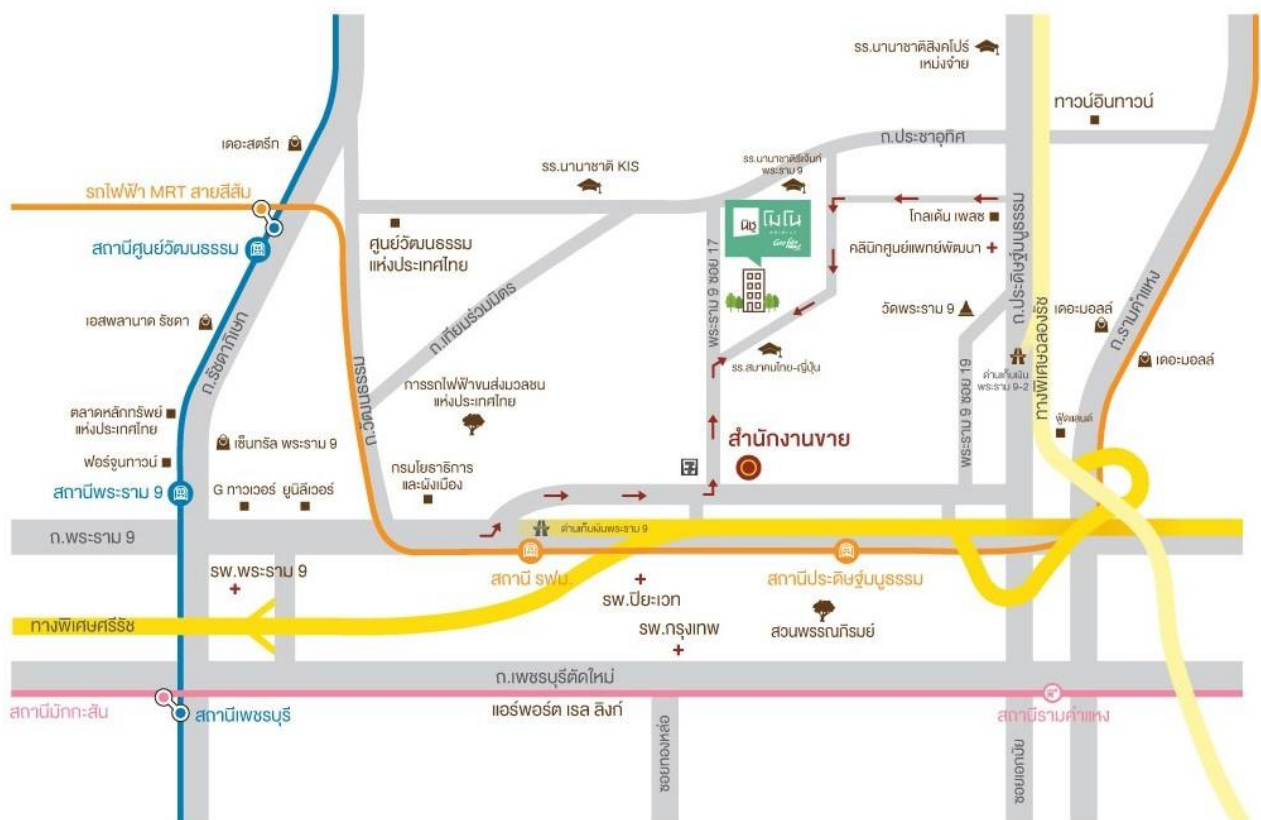 รร.นานาชาติสิงคโปร์
เหม่งจ๋าย
ทาวน์อินทาวน์
เดอะสตรีท
ถ.ประชาอุทิศ
รร.นานาชาติ KIS
รร.นานาชาติรีเจ้นท์
พระราม 9
รถไฟฟ้า MRT สายสีส้ม
โกลเด้น เพลซ
นิช
โมโน
สถานีศูนย์วัฒนธรรม
ศูนย์วัฒนธรรม
แห่งประเทศไทย
คลินิกศูนย์แพทย์พัฒนา
ถ.ประดิษฐ์มนูธรรม
พระราม 9 ซอย 17
ถ.เทียมร่วมมิตร
วัดพระราม 9
ทางพิเศษฉลองรัช
เดอะมอลล์
ถ.รามคำแหง
เอสพลานาด รัชดา
ถ.รัชดาภิเษก
เดอะมอลล์
รร.สมาคมไทย-ญี่ปุ่น
ด่านเก็บเงิน
พระราม 9-2
การรถไฟฟ้าขนส่งมวลชน
แห่งประเทศไทย
ถ.วัฒนธรรม
พระราม 9 ซอย 19
ตลาดหลักทรัพย์
แห่งประเทศไทย
ฟู้ดแลนด์
เซ็นทรัล พระราม 9
สำนักงานขาย
ฟอร์จูนทาวน์
กรมโยธาธิการ
และผังเมือง
7
สถานีพระราม 9
G ทาวเวอร์
ยูนิลีเวอร์
ด่านเก็บเงินพระราม 9
ถ.พระราม 9
รพ.พระราม 9
สถานี รฟม.
สถานีประดิษฐ์มนูธรรม
รพ.ปิยะเวท
ทางพิเศษศรีรัช
รพ.กรุงเทพ
สวนพรรณภิรมย์
ถ.เพชรบุรีตัดใหม่
สถานีมักกะสัน
สถานีเพชรบุรี
แอร์พอร์ต เรล ลิงก์
สถานีรามคำแหง
ซอยทองหล่อ
ซอยเอกมัย